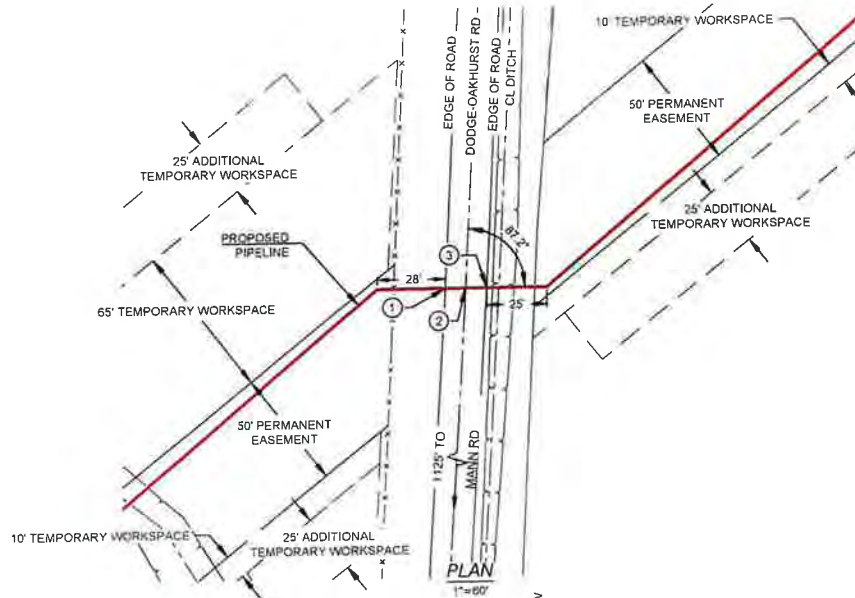 10' TEMPORARY WORKSPACE
50' PERMANENT
EASEMENT
25' ADDITIONAL
TEMPORARY WORKSPACE
EDGE OF ROAD
DODGE-OAKHURST RD
EDGE OF ROAD
CL DITCH
25' ADDITIONAL
TEMPORARY WORKSPACE
87.2°
PROPOSED
PIPELINE
3
28'
1
2
25'
65' TEMPORARY WORKSPACE
50' PERMANENT
EASEMENT
1125' TO
MANN RD
10' TEMPORARY WORKSPACE
25' ADDITIONAL
TEMPORARY WORKSPACE
PLAN
1"=60'